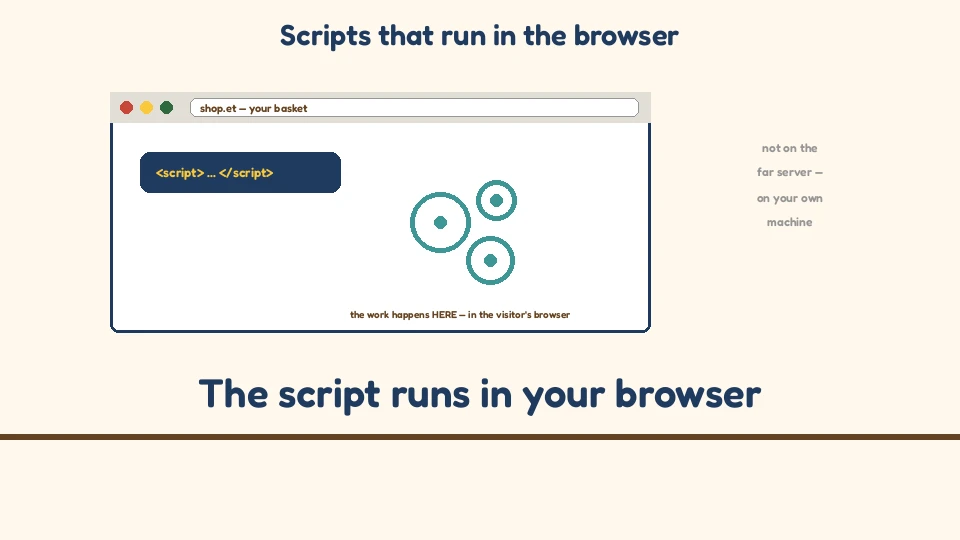 Scripts that run in the browser
shop.et — your basket
<script> ... </script>
not on the
far server —
on your own
machine
the work happens HERE — in the visitor's browser
The script runs in your browser